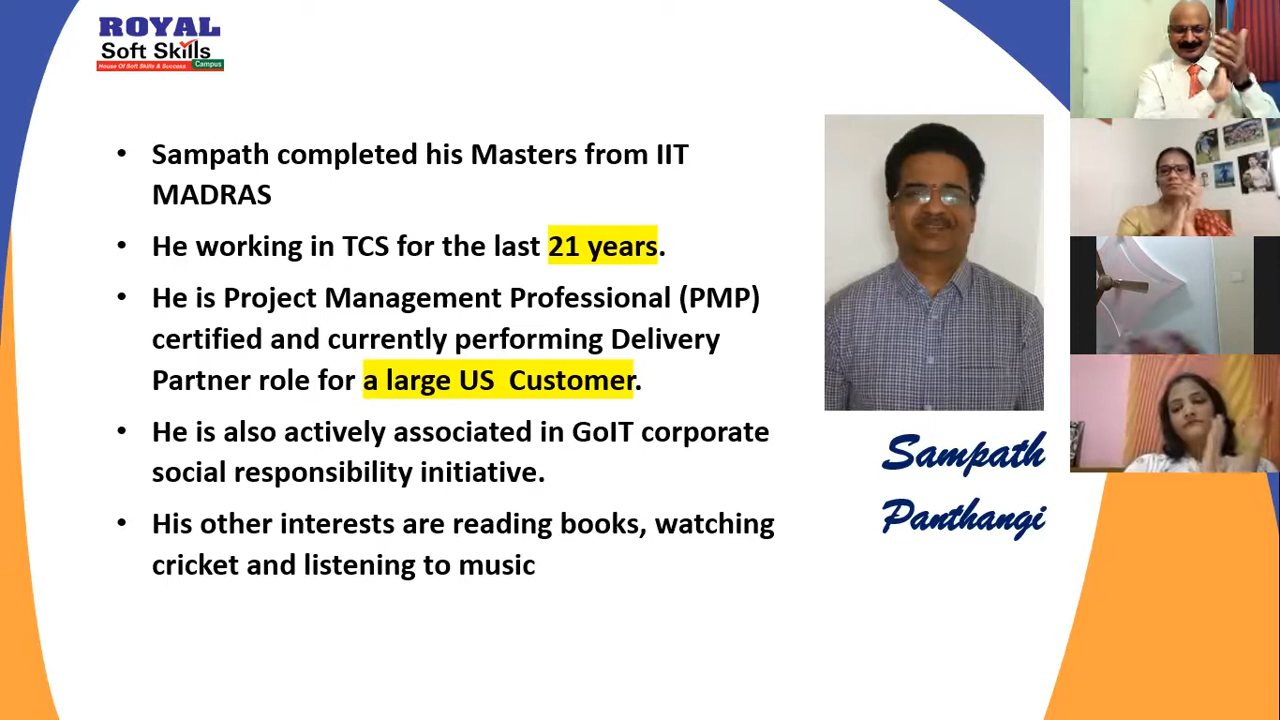 ROYAL
Soft Skills
House Of Soft Skills & Success
Campus
• Sampath completed his Masters from IIT
MADRAS
• He working in TCS for the last 21 years.
• He is Project Management Professional (PMP)
certified and currently performing Delivery
Partner role for a large US Customer.
• He is also actively associated in GoIT corporate
social responsibility initiative.
• His other interests are reading books, watching
cricket and listening to music
Sampath
Panthangi